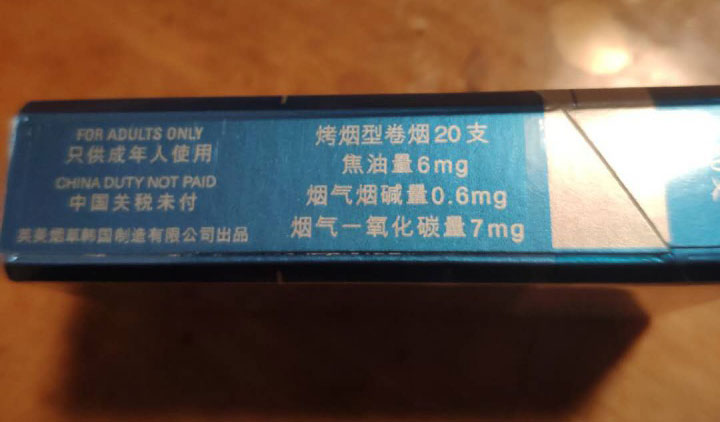 FOR ADULTS ONLY
只供成年人使用
CHINA DUTY NOT PAID
中国关税未付
英美烟草韩国制造有限公司出品
烤烟型卷烟20支
焦油量6mg
烟气烟碱量0.6mg
烟气一氧化碳量7mg